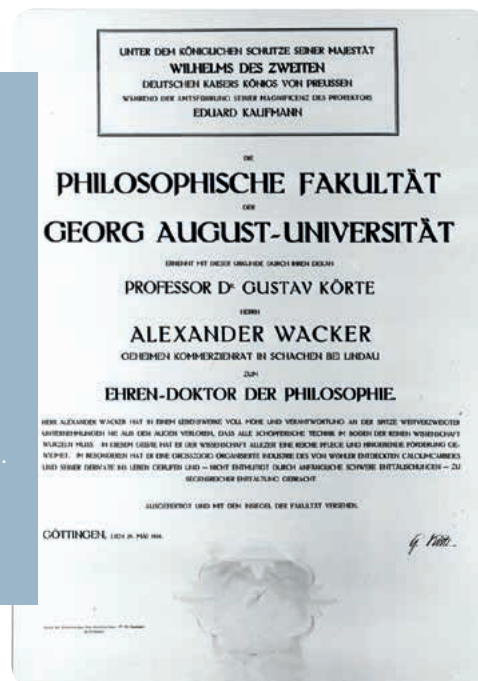 UNTER DEM KÖNIGLICHEN SCHUTZE SEINER MAJESTÄT
WILHELMS DES ZWEITEN
DEUTSCHEN KAISERS KÖNIGS VON PREUSSEN
WÄHREND DER AMTSFÜHRUNG SEINER MAGNIFICENZ DES PROREKTORS
EDUARD KAUFMANN
DIE
PHILOSOPHISCHE FAKULTÄT
DER
GEORG AUGUST-UNIVERSITÄT
ERNENNT MIT DIESER URKUNDE DURCH IHREN DEKAN
PROFESSOR DR GUSTAV KÖRTE
HERRN
ALEXANDER WACKER
GEHEIMEN KOMMERZIENRAT IN SCHACHEN BEI LINDAU
ZUM
EHREN-DOKTOR DER PHILOSOPHIE.
HERR ALEXANDER WACKER HAT IN EINEM LEBENSWERKE VOLL MÜHE UND VERANTWORTUNG AN DER SPITZE WEITVERZWEIGTER
UNTERNEHMUNGEN NIE AUS DEN AUGEN VERLOREN, DASS ALLE SCHÖPFERISCHE TECHNIK IM BODEN DER REINEN WISSENSCHAFT
WURZELN MUSS. IN DIESEM GEISTE HAT ER DER WISSENSCHAFT ALLEZEIT EINE REICHE PFLEGE UND HINGEBENDE FÖRDERUNG GE-
WIDMET. IM BESONDEREN HAT ER EINE GROSSZÜGIG ORGANISIERTE INDUSTRIE DES VON WÖHLER ENTDECKTEN CALCIUMCARBIDS
UND SEINER DERIVATE INS LEBEN GERUFEN UND — NICHT ENTMUTIGT DURCH ANFÄNGLICHE SCHWERE ENTTÄUSCHUNGEN — ZU
SEGENSREICHER ENTFALTUNG GEBRACHT.
AUSGEFERTIGT UND MIT DEM INSIEGEL DER FAKULTÄT VERSEHEN.
GÖTTINGEN, DEN MAI
G. Körte